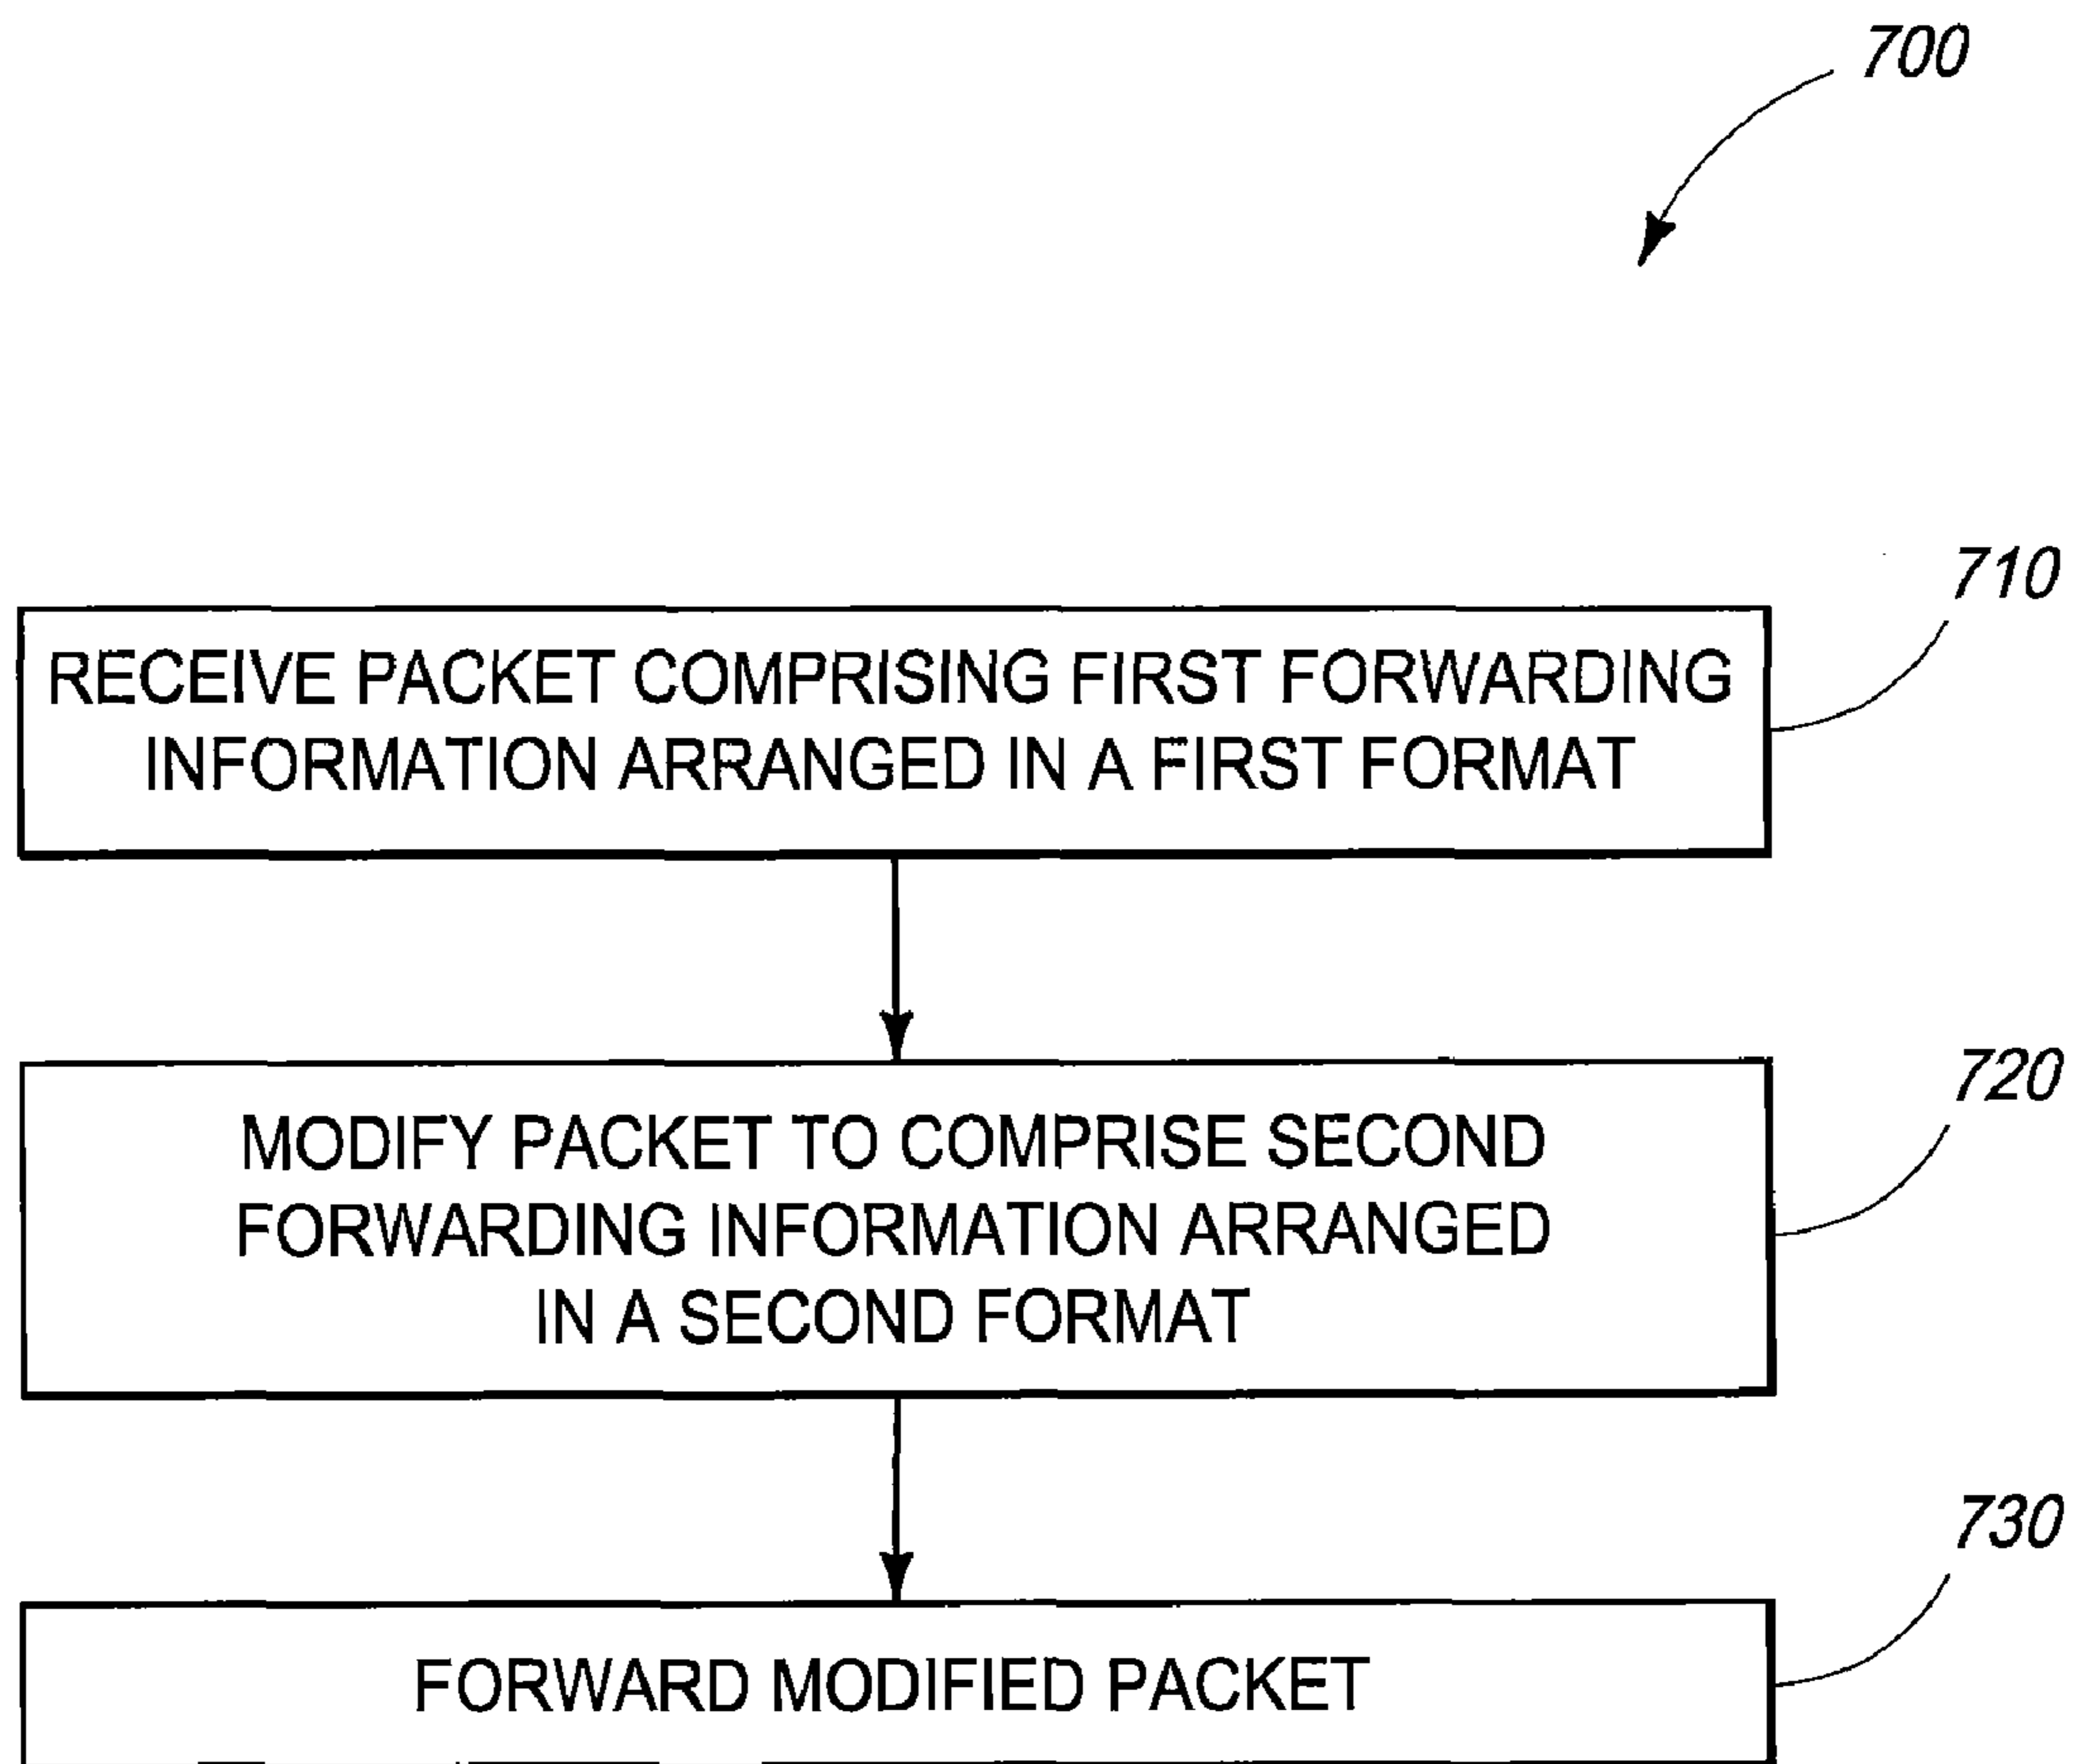 700
710
RECEIVE PACKET COMPRISING FIRST FORWARDING
INFORMATION ARRANGED IN A FIRST FORMAT
720
MODIFY PACKET TO COMPRISE SECOND
FORWARDING INFORMATION ARRANGED
IN A SECOND FORMAT
730
FORWARD MODIFIED PACKET